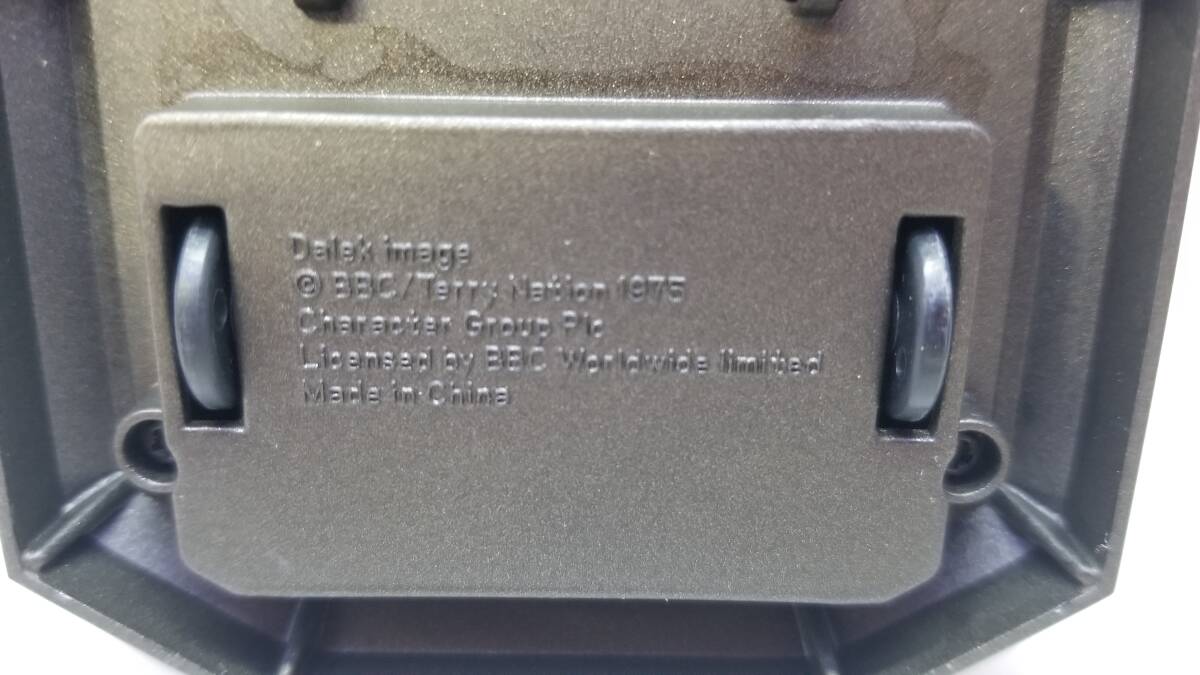 Dalek image
© BBC/Terry Nation 1975
Character Group Plc
Licensed by BBC Worldwide limited
Made in China